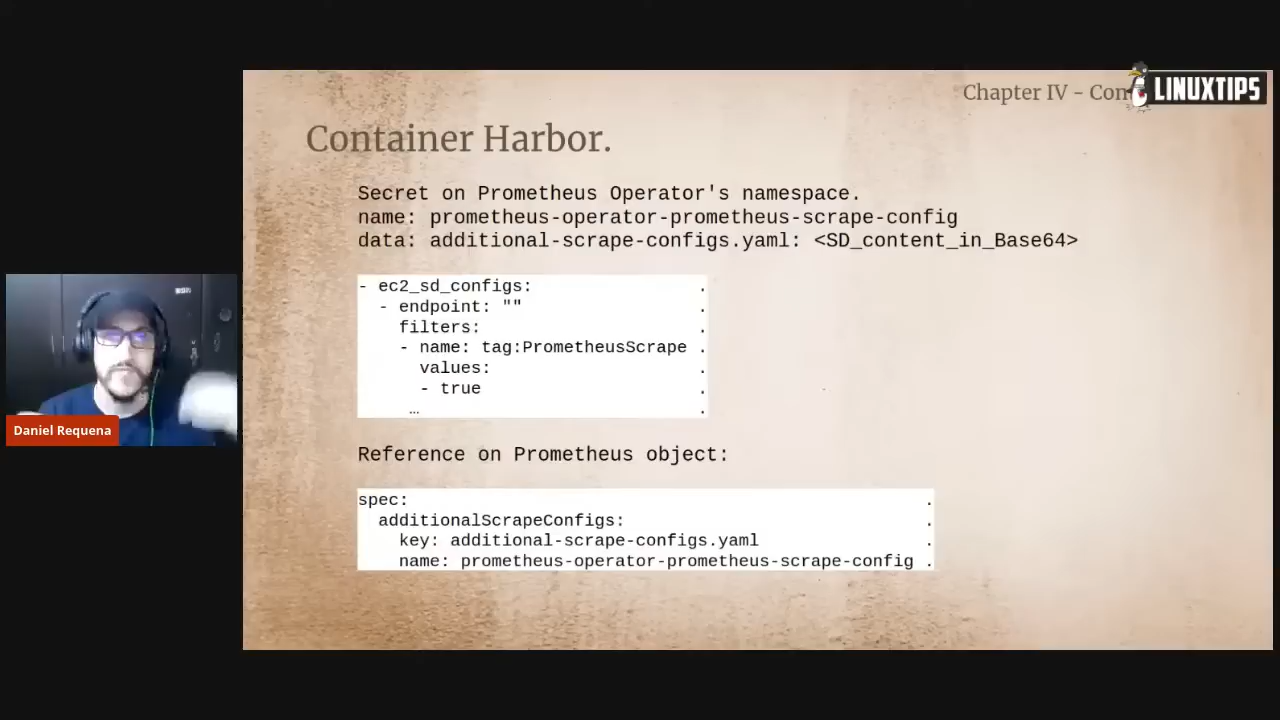 Chapter IV - Con
LINUXTIPS
Container Harbor.
Secret on Prometheus Operator's namespace.
name: prometheus-operator-prometheus-scrape-config
data: additional-scrape-configs.yaml: <SD_content_in_Base64>
- ec2_sd_configs: .
- endpoint: "" .
filters: .
- name: tag:PrometheusScrape .
values: .
- true .
… .
Reference on Prometheus object:
spec: .
additionalScrapeConfigs: .
key: additional-scrape-configs.yaml .
name: prometheus-operator-prometheus-scrape-config .
Daniel Requena